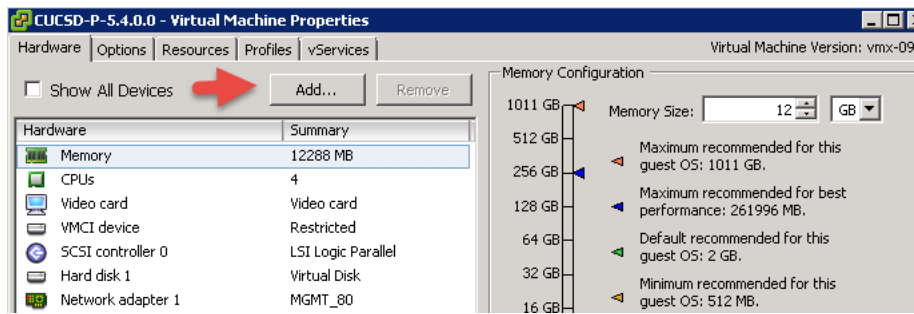 CUCSD-P-5.4.0.0 - Virtual Machine Properties
Hardware Options Resources Profiles vServices Virtual Machine Version: vmx-09
Show All Devices Add... Remove
Hardware Summary
Memory 12288 MB
CPUs 4
Video card Video card
VMCI device Restricted
SCSI controller 0 LSI Logic Parallel
Hard disk 1 Virtual Disk
Network adapter 1 MGMT_80
Memory Configuration
1011 GB
512 GB
256 GB
128 GB
64 GB
32 GB
16 GB
Memory Size: 12 GB
Maximum recommended for this
guest OS: 1011 GB.
Maximum recommended for best
performance: 261996 MB.
Default recommended for this
guest OS: 2 GB.
Minimum recommended for this
guest OS: 512 MB.